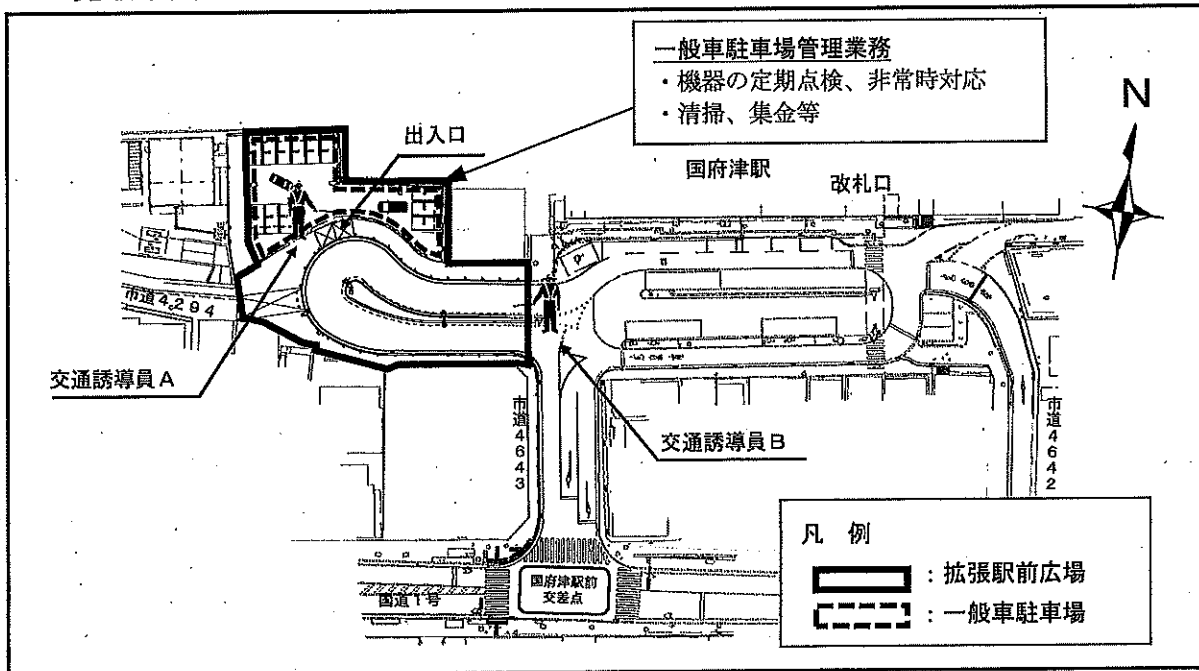 一般車駐車場管理業務
・機器の定期点検、非常時対応
・清掃、集金等
N
出入口
国府津駅
改札口
市道4294
交通誘導員A
交通誘導員B
市道4643
市道4642
国府津駅前
交差点
国道1号
凡 例
：拡張駅前広場
：一般車駐車場